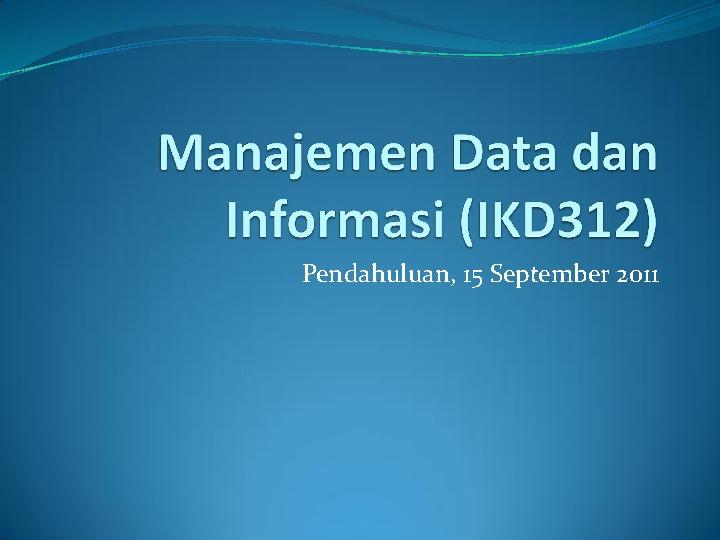 Manajemen Data dan
Informasi (IKD312)
Pendahuluan, 15 September 2011